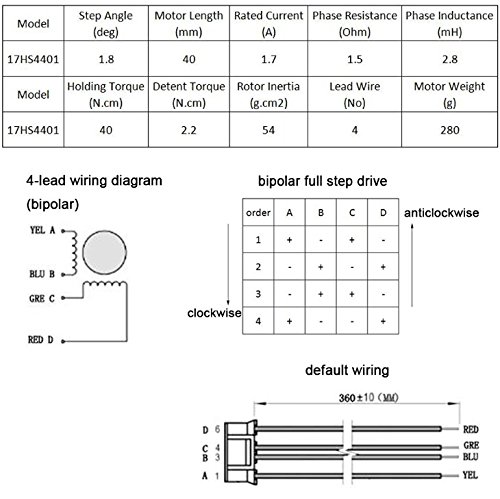 Model Step Angle (deg) Motor Length (mm) Rated Current (A) Phase Resistance (Ohm) Phase Inductance (mH)
17HS4401 1.8 40 1.7 1.5 2.8
Model Holding Torque (N.cm) Detent Torque (N.cm) Rotor Inertia (g.cm2) Lead Wire (No) Motor Weight (g)
17HS4401 40 2.2 54 4 280
4-lead wiring diagram
(bipolar)
YEL A
BLU B
GRE C
RED D
bipolar full step drive
order A B C D
1 + - + -
2 - + - +
3 - + + -
4 + - - +
anticlockwise
clockwise
default wiring
360±10(MM)
D 6 RED
C 4 GRE
B 3 BLU
A 1 YEL